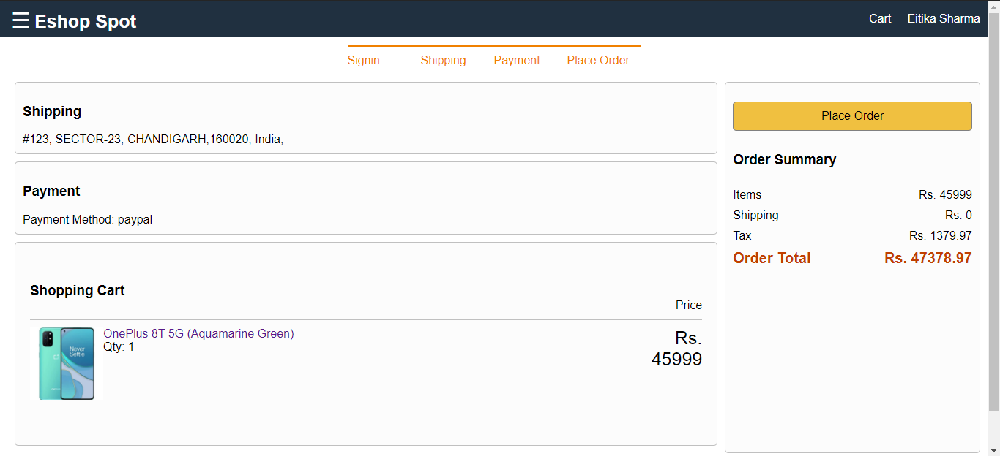 ☰ Eshop Spot
Cart Eitika Sharma
Signin Shipping Payment Place Order
Shipping
#123, SECTOR-23, CHANDIGARH,160020, India,
Payment
Payment Method: paypal
Shopping Cart
Price
Never
Settle
OnePlus 8T 5G (Aquamarine Green)
Qty: 1
Rs.
45999
Place Order
Order Summary
Items Rs. 45999
Shipping Rs. 0
Tax Rs. 1379.97
Order Total Rs. 47378.97